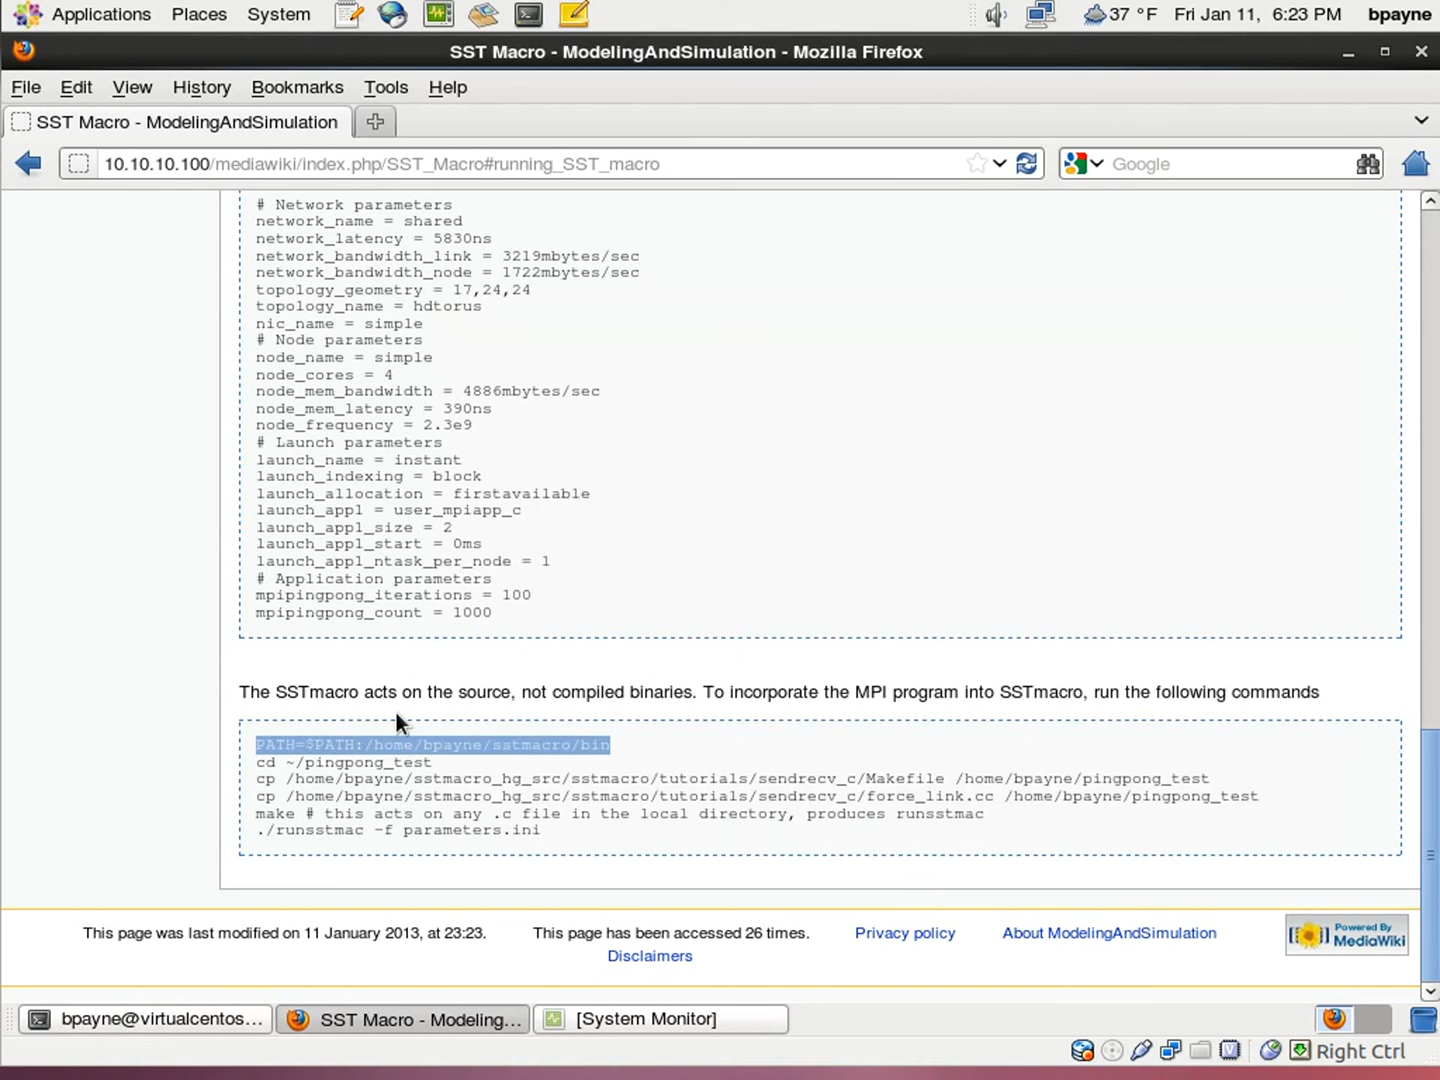 Applications Places System 37 °F Fri Jan 11, 6:23 PM bpayne
SST Macro - ModelingAndSimulation - Mozilla Firefox
File Edit View History Bookmarks Tools Help
SST Macro - ModelingAndSimulation
10.10.10.100/mediawiki/index.php/SST_Macro#running_SST_macro Google
# Network parameters
network_name = shared
network_latency = 5830ns
network_bandwidth_link = 3219mbytes/sec
network_bandwidth_node = 1722mbytes/sec
topology_geometry = 17,24,24
topology_name = hdtorus
nic_name = simple
# Node parameters
node_name = simple
node_cores = 4
node_mem_bandwidth = 4886mbytes/sec
node_mem_latency = 390ns
node_frequency = 2.3e9
# Launch parameters
launch_name = instant
launch_indexing = block
launch_allocation = firstavailable
launch_app1 = user_mpiapp_c
launch_app1_size = 2
launch_app1_start = 0ms
launch_app1_ntask_per_node = 1
# Application parameters
mpipingpong_iterations = 100
mpipingpong_count = 1000
The SSTmacro acts on the source, not compiled binaries. To incorporate the MPI program into SSTmacro, run the following commands
PATH=$PATH:/home/bpayne/sstmacro/bin
cd ~/pingpong_test
cp /home/bpayne/sstmacro_hg_src/sstmacro/tutorials/sendrecv_c/Makefile /home/bpayne/pingpong_test
cp /home/bpayne/sstmacro_hg_src/sstmacro/tutorials/sendrecv_c/force_link.cc /home/bpayne/pingpong_test
make # this acts on any .c file in the local directory, produces runsstmac
./runsstmac -f parameters.ini
This page was last modified on 11 January 2013, at 23:23. This page has been accessed 26 times. Privacy policy About ModelingAndSimulation
Disclaimers
Powered By
MediaWiki
bpayne@virtualcentos... SST Macro - Modeling... [System Monitor]
Right Ctrl